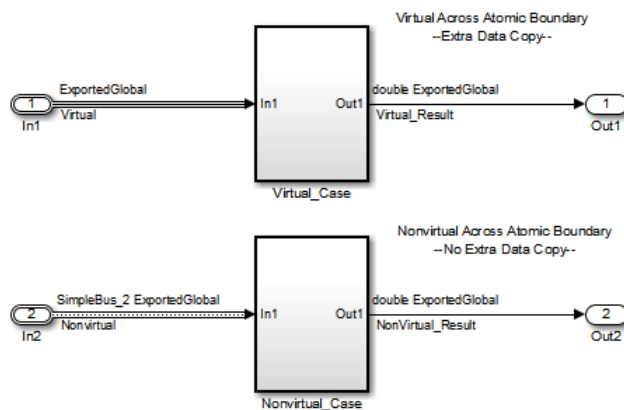 Virtual Across Atomic Boundary
--Extra Data Copy--
ExportedGlobal
double ExportedGlobal
1
In1
Out1
1
Virtual
Virtual_Result
In1
Out1
Virtual_Case
Nonvirtual Across Atomic Boundary
--No Extra Data Copy--
SimpleBus_2 ExportedGlobal
double ExportedGlobal
2
In1
Out1
2
Nonvirtual
NonVirtual_Result
In2
Out2
Nonvirtual_Case